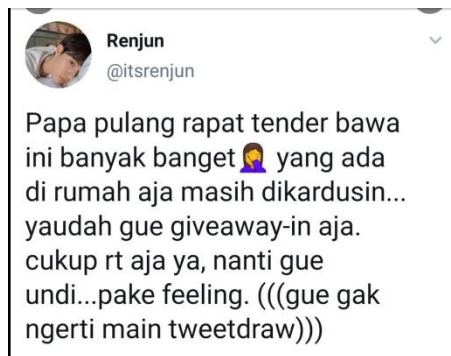 Renjun
@itsrenjun
Papa pulang rapat tender bawa
ini banyak banget🤦‍♀️ yang ada
di rumah aja masih dikardusin...
yaudah gue giveaway-in aja.
cukup rt aja ya, nanti gue
undi...pake feeling. (((gue gak
ngerti main tweetdraw)))